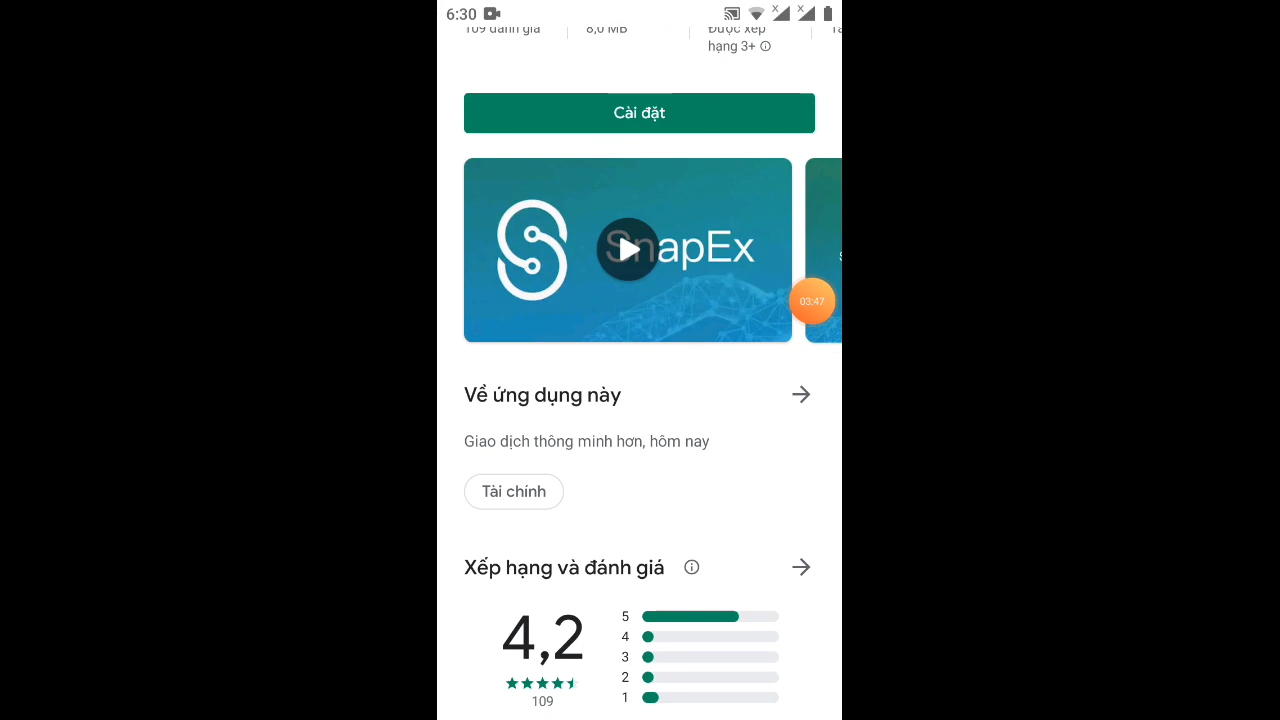 6:30
109 đánh giá
8,0 MB
Được xếp
hạng 3+
Cài đặt
SnapEx
03:47
Về ứng dụng này
Giao dịch thông minh hơn, hôm nay
Tài chính
Xếp hạng và đánh giá
4,2
109
5
4
3
2
1